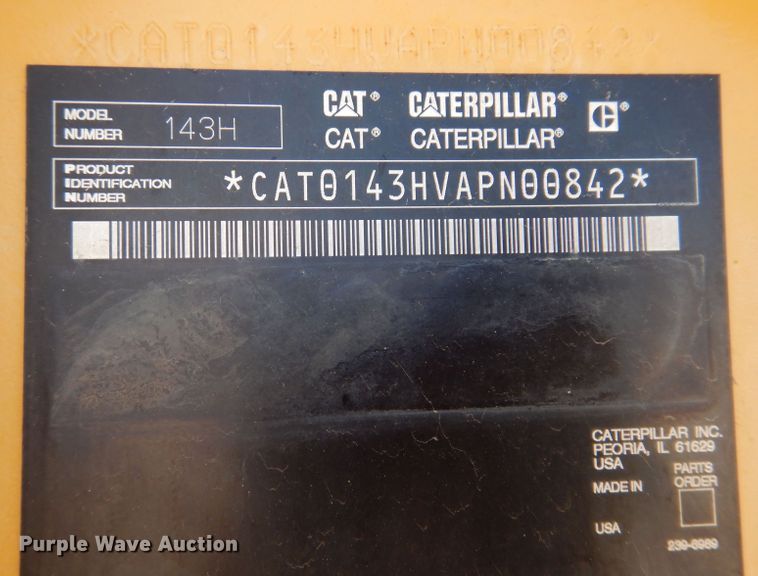 *CAT0143HVAPN00842*
MODEL NUMBER 143H
CAT® CATERPILLAR® ®
CAT® CATERPILLAR®
PRODUCT IDENTIFICATION NUMBER *CAT0143HVAPN00842*
CATERPILLAR INC.
PEORIA, IL 61629
USA
PARTS ORDER
MADE IN
USA
239-6989
Purple Wave Auction